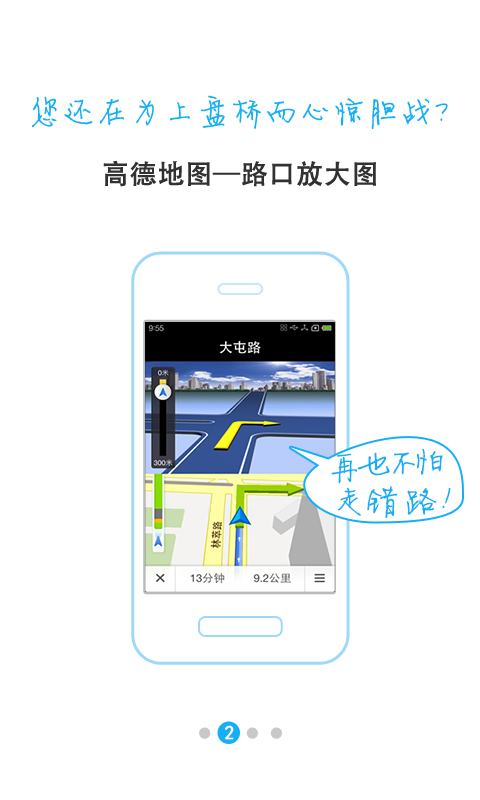 您还在为上盘桥而心惊胆战?
高德地图—路口放大图
9:55
大屯路
0米
300米
再也不怕
走错路!
林萃路
13分钟
9.2公里
2